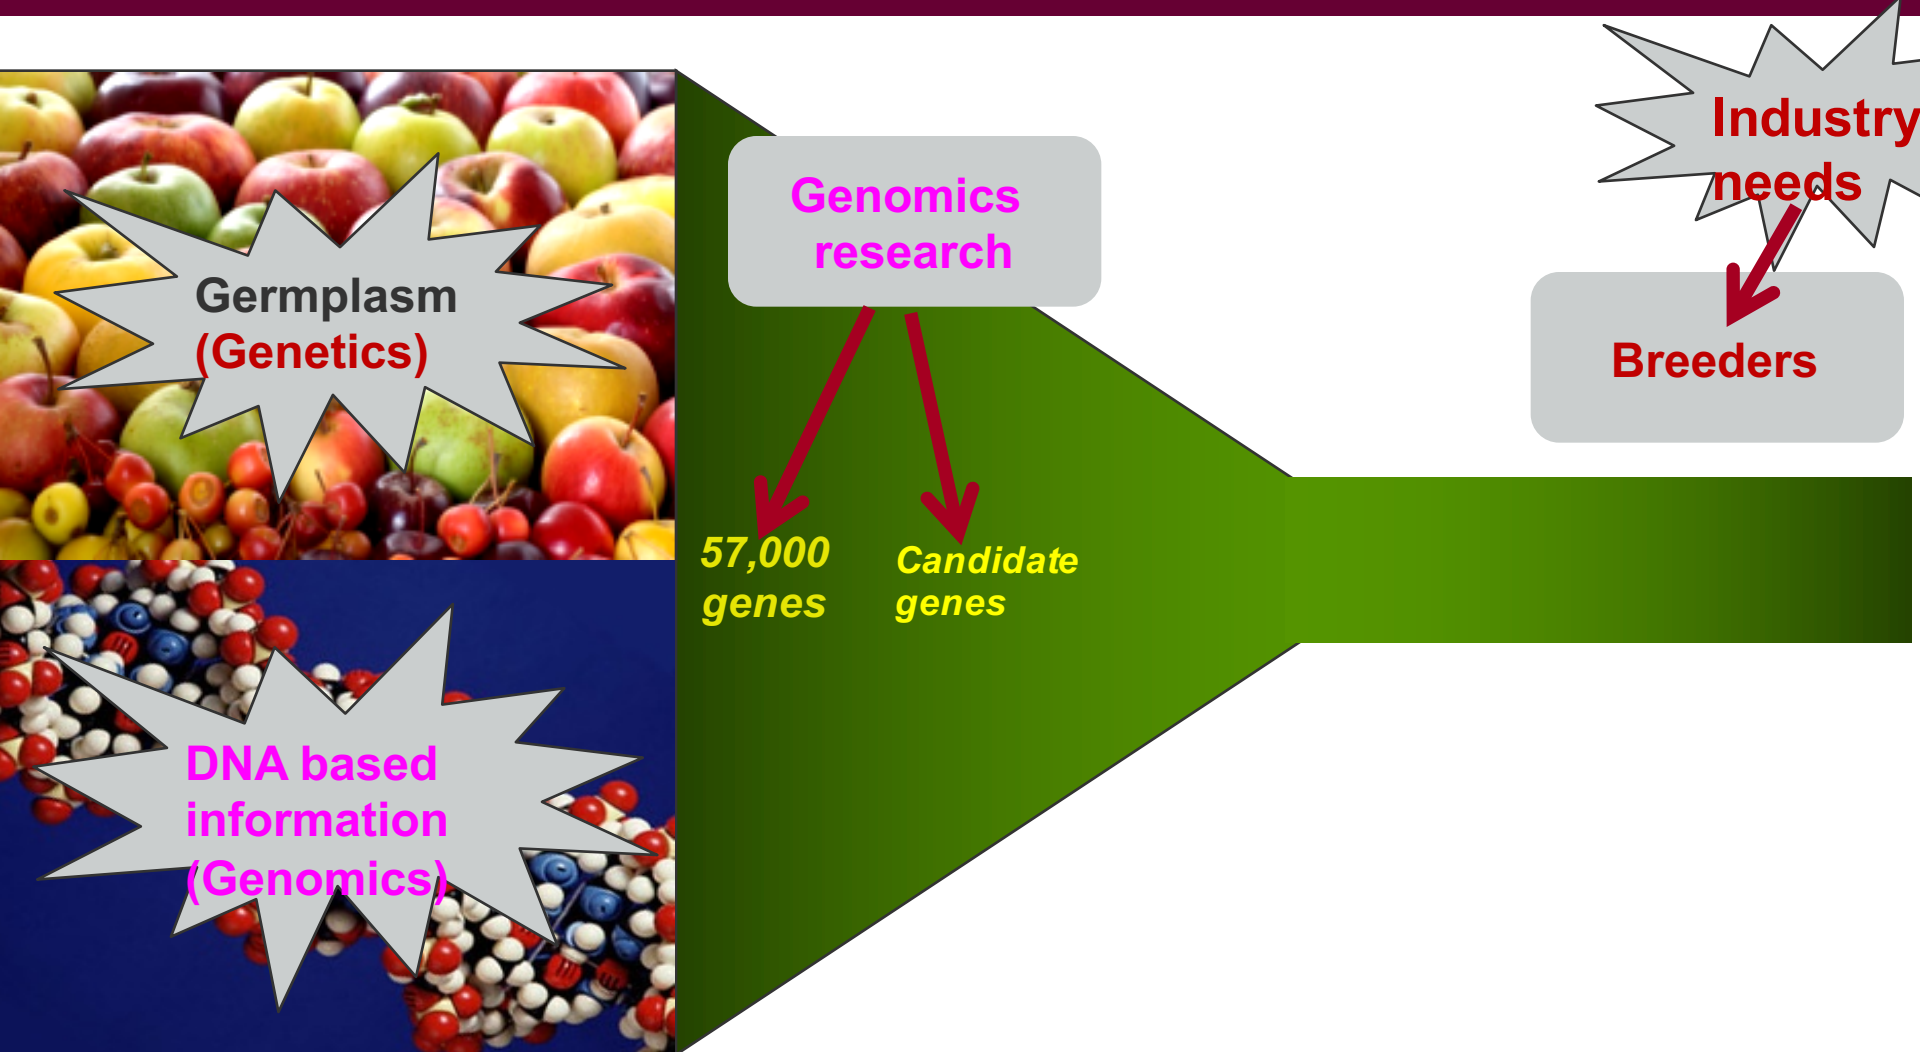 Industry
needs
Genomics
research
Germplasm
(Genetics)
Breeders
57,000
genes
Candidate
genes
DNA based
information
(Genomics)